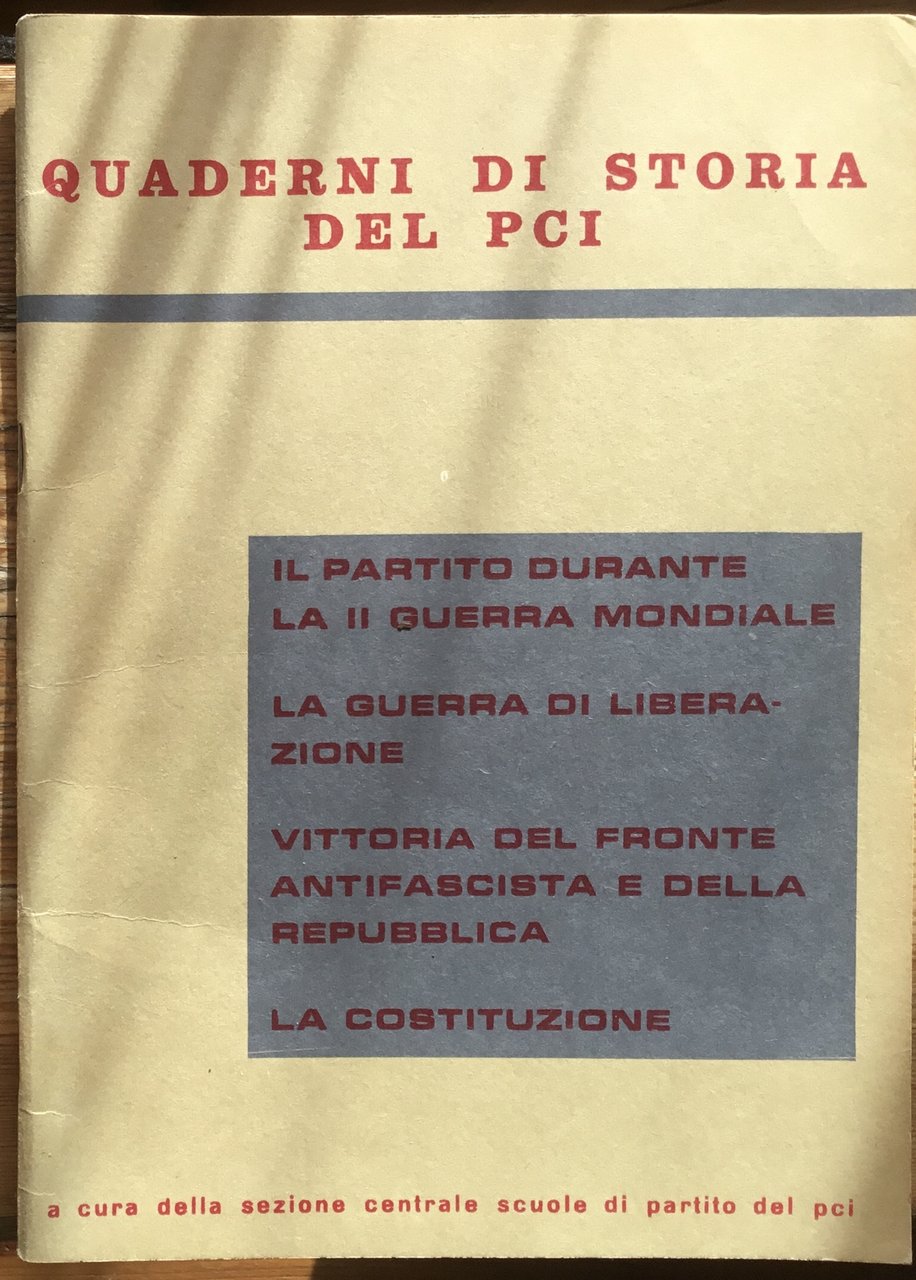 QUADERNI DI STORIA
DEL PCI
IL PARTITO DURANTE
LA II GUERRA MONDIALE
LA GUERRA DI LIBERA-
ZIONE
VITTORIA DEL FRONTE
ANTIFASCISTA E DELLA
REPUBBLICA
LA COSTITUZIONE
a cura della sezione centrale scuole di partito del pci